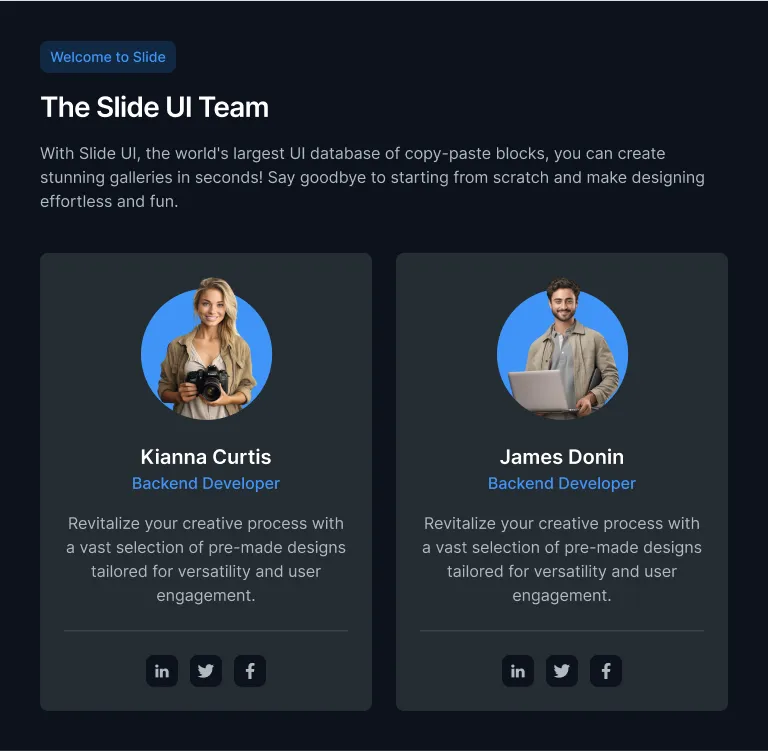 Welcome to Slide
The Slide UI Team
With Slide UI, the world's largest UI database of copy-paste blocks, you can create
stunning galleries in seconds! Say goodbye to starting from scratch and make designing
effortless and fun.
Kianna Curtis
Backend Developer
Revitalize your creative process with
a vast selection of pre-made designs
tailored for versatility and user
engagement.
in
f
James Donin
Backend Developer
Revitalize your creative process with
a vast selection of pre-made designs
tailored for versatility and user
engagement.
in
f